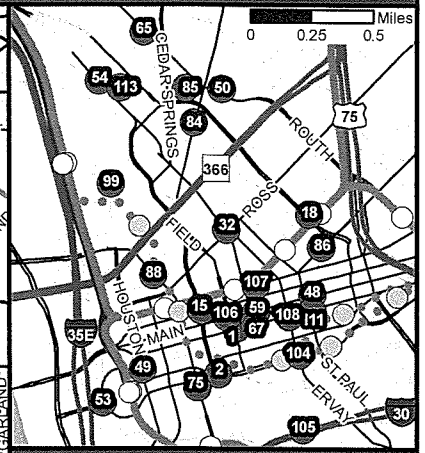 Miles
0 0.25 0.5
65
CEDAR SPRINGS
54
113
85
50
75
84
ROUTH
366
99
ROSS
18
FIELD
32
86
88
107
48
HOUSTON
15
106
59
108
111
35E
MAIN
1
67
49
2
104
ST. PAUL
75
53
ERVAY
30
105
GARLAND